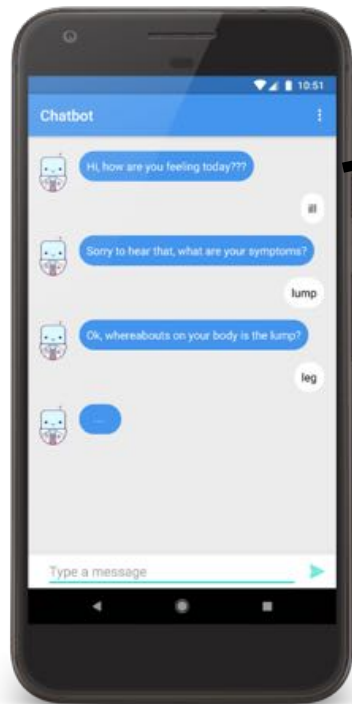 10:51
Chatbot
Hi, how are you feeling today???
ill
Sorry to hear that, what are your symptoms?
lump
Ok, whereabouts on your body is the lump?
leg
...
Type a message